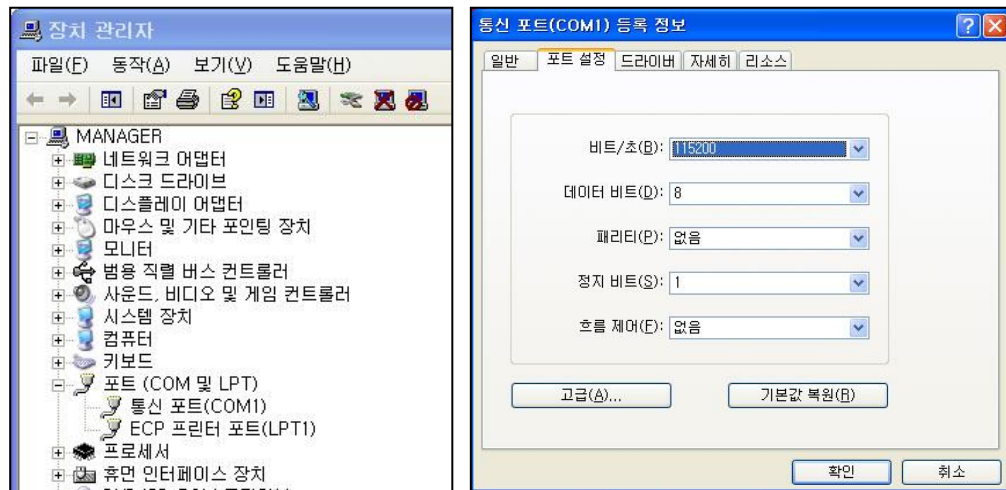 장치 관리자
파일(F) 동작(A) 보기(V) 도움말(H)
MANAGER
네트워크 어댑터
디스크 드라이브
디스플레이 어댑터
마우스 및 기타 포인팅 장치
모니터
범용 직렬 버스 컨트롤러
사운드, 비디오 및 게임 컨트롤러
시스템 장치
컴퓨터
키보드
포트 (COM 및 LPT)
통신 포트(COM1)
ECP 프린터 포트(LPT1)
프로세서
휴먼 인터페이스 장치
통신 포트(COM1) 등록 정보
일반 포트 설정 드라이버 자세히 리소스
비트/초(B): 115200
데이터 비트(D): 8
패리티(P): 없음
정지 비트(S): 1
흐름 제어(F): 없음
고급(A)... 기본값 복원(R)
확인 취소